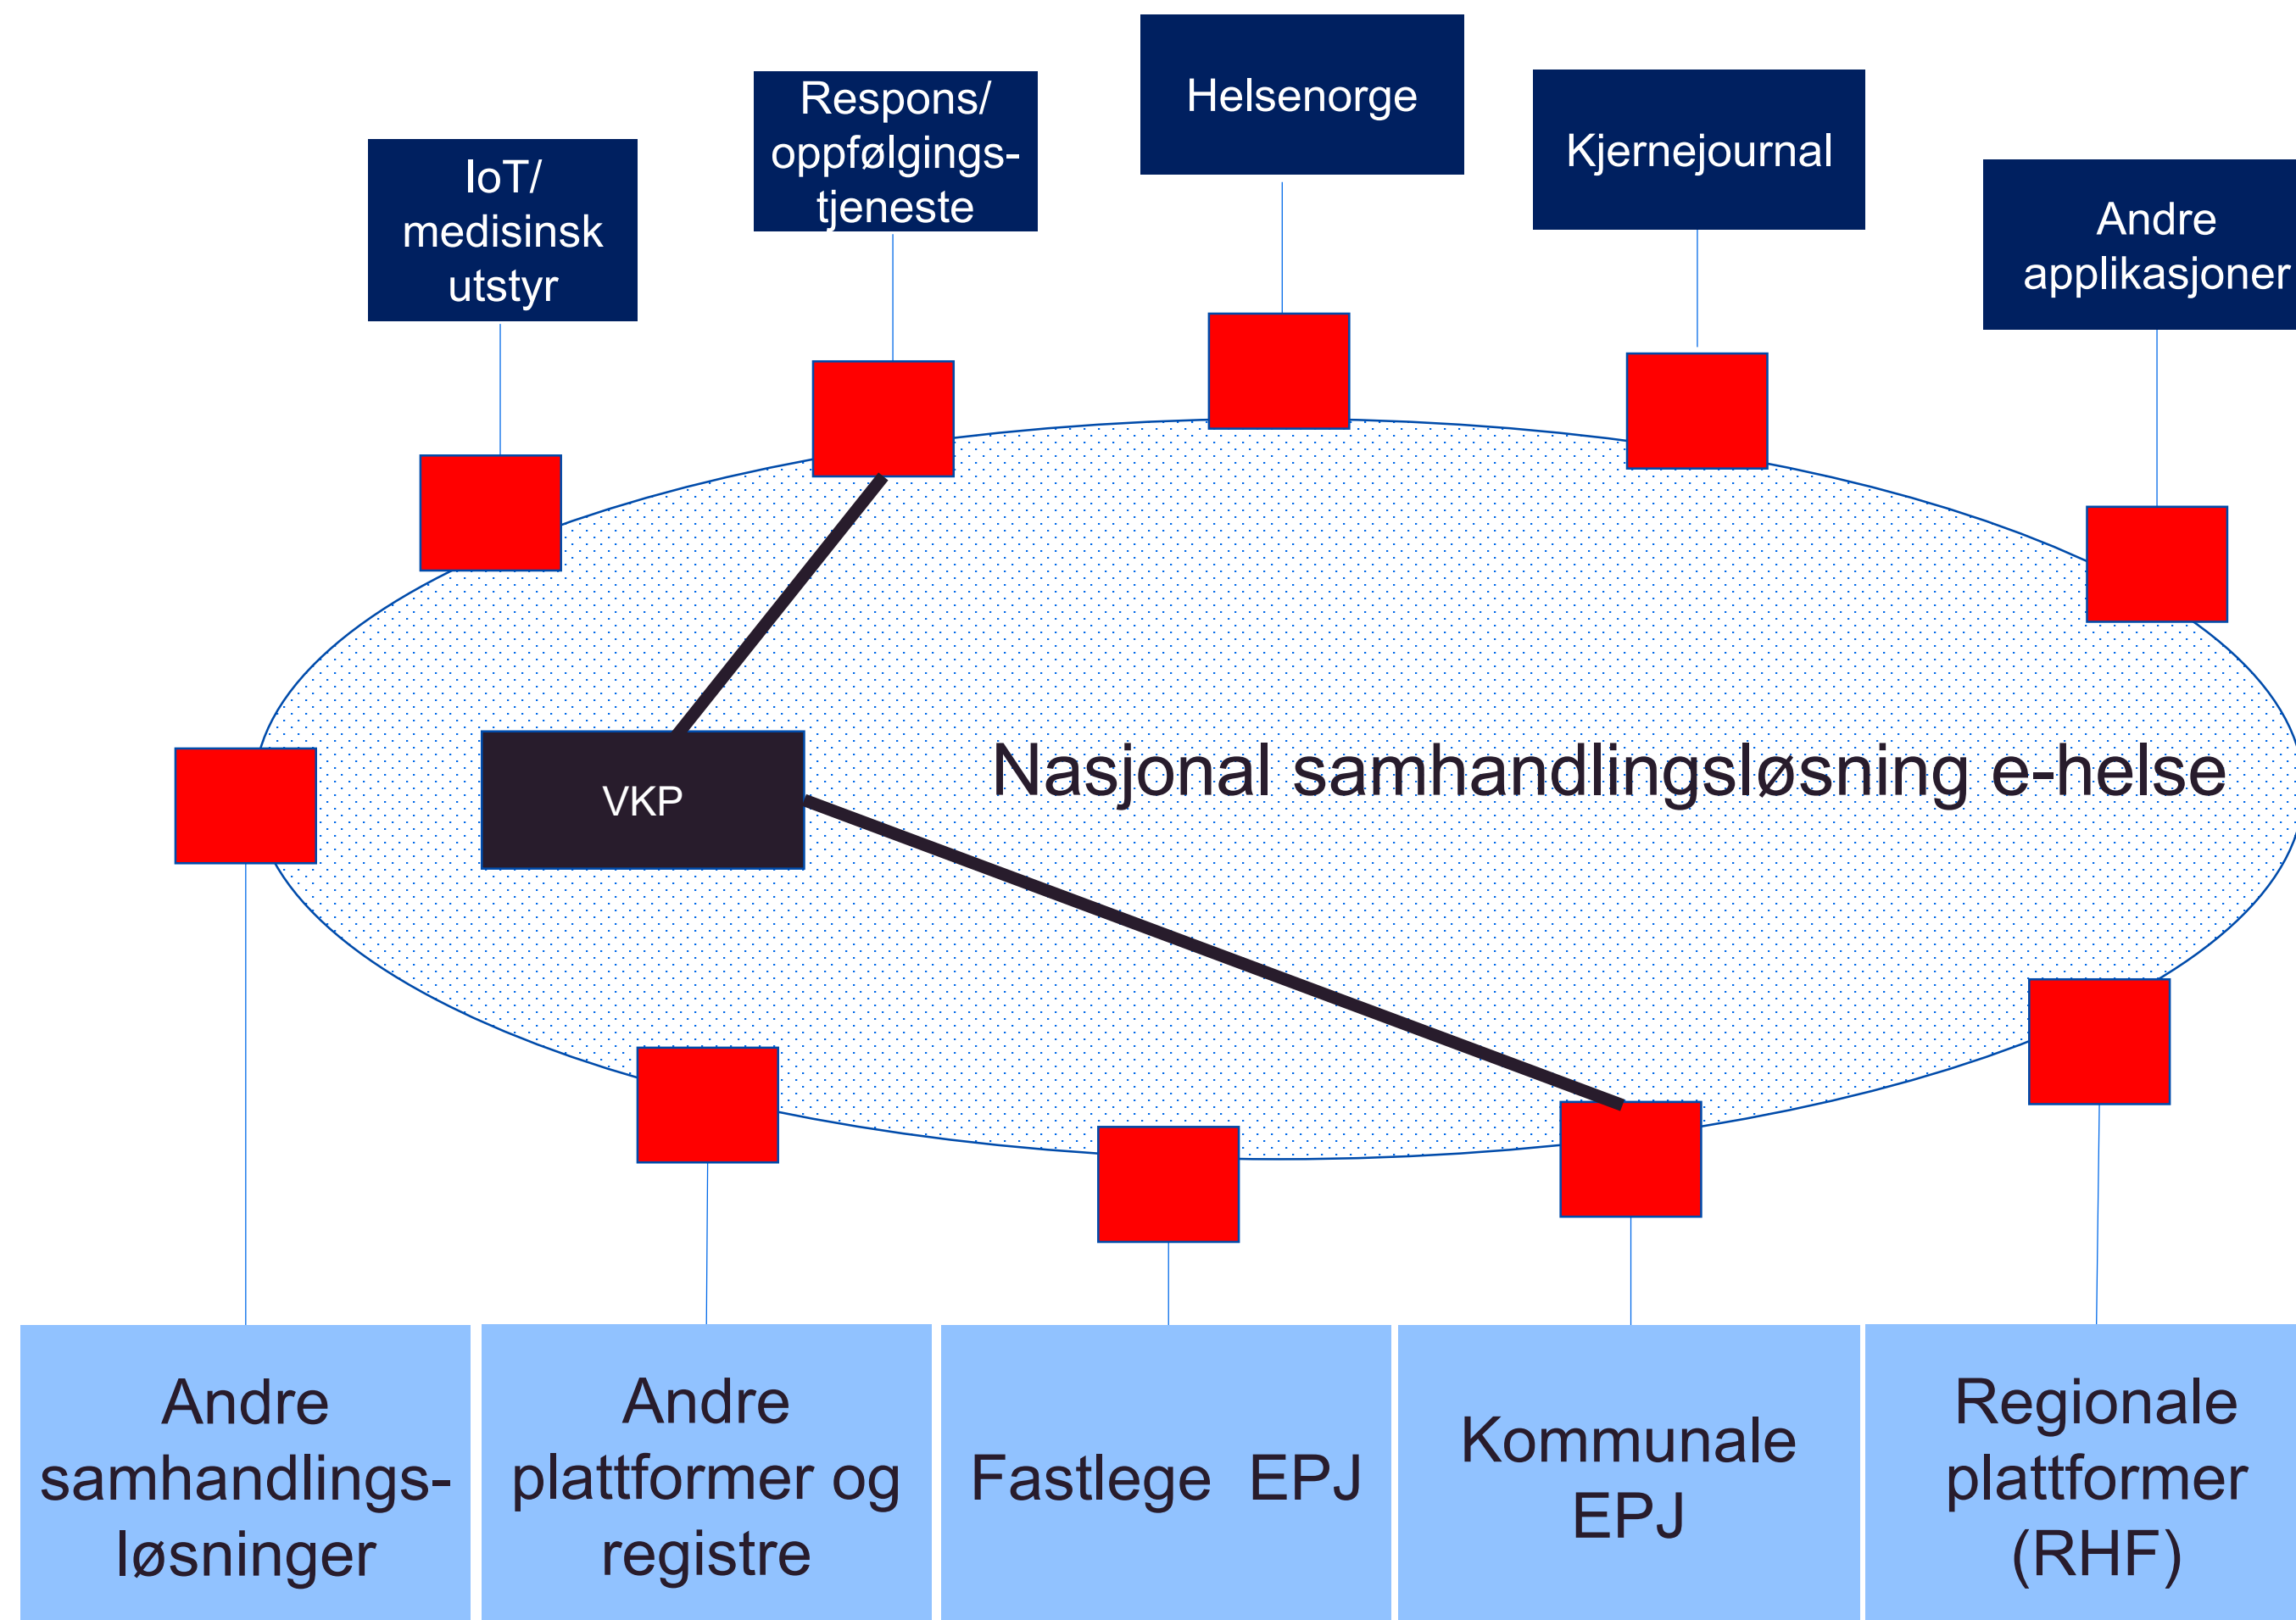 IoT/
medisinsk
utstyr
Respons/
oppfølgings-
tjeneste
Helsenorge
Kjernejournal
Andre
applikasjoner
VKP
Nasjonal samhandlingsløsning e-helse
Andre
samhandlings-
løsninger
Andre
plattformer og
registre
Fastlege  EPJ
Kommunale
EPJ
Regionale
plattformer
(RHF)